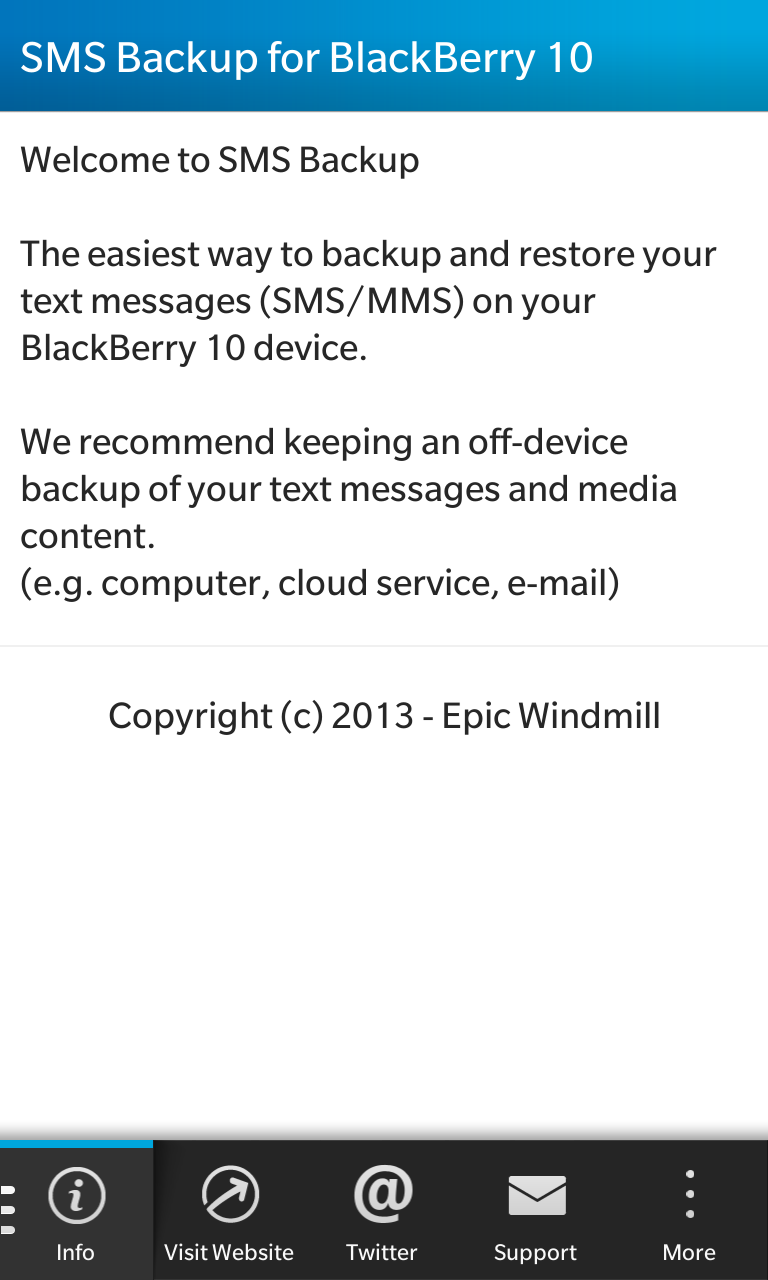 SMS Backup for BlackBerry 10
Welcome to SMS Backup
The easiest way to backup and restore your
text messages (SMS/MMS) on your
BlackBerry 10 device.
We recommend keeping an off-device
backup of your text messages and media
content.
(e.g. computer, cloud service, e-mail)
Copyright (c) 2013 - Epic Windmill
Info
Visit Website
Twitter
Support
More